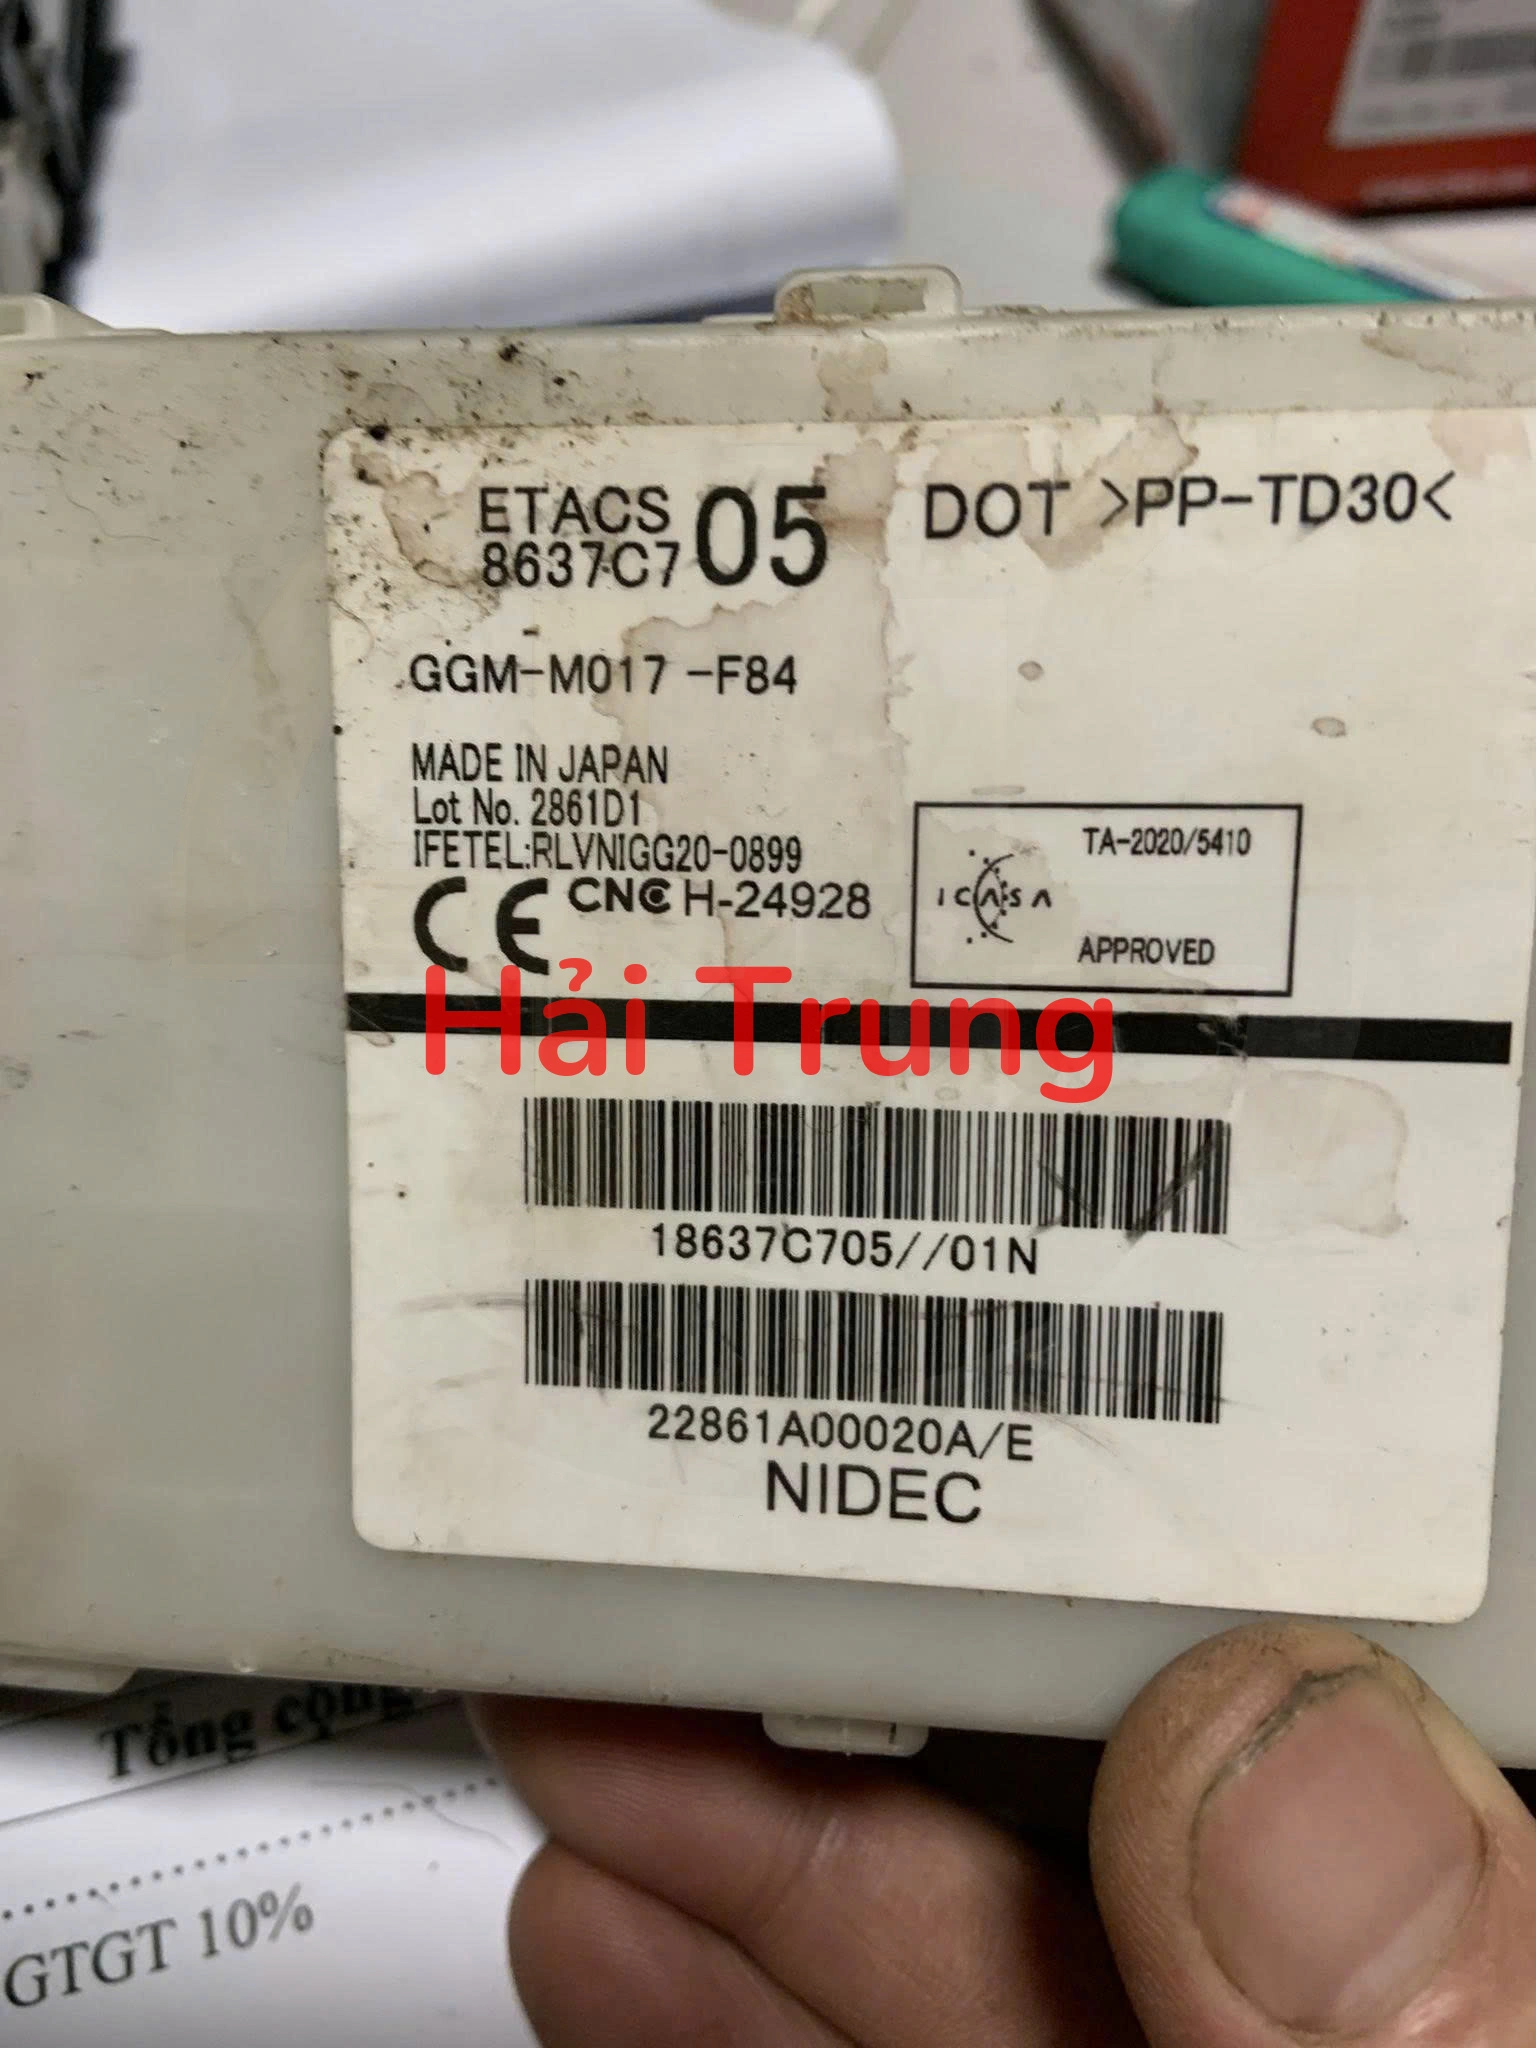 ETACS
8637C7 05
DOT >PP-TD30<
GGM-M017 -F84
MADE IN JAPAN
Lot No. 2861D1
IFETEL:RLVNIGG20-0899
CE CNC H-24928
TA-2020/5410
ICASA
APPROVED
Hải Trung
18637C705//01N
22861A00020A/E
NIDEC
Tổng cộng
GTGT 10%